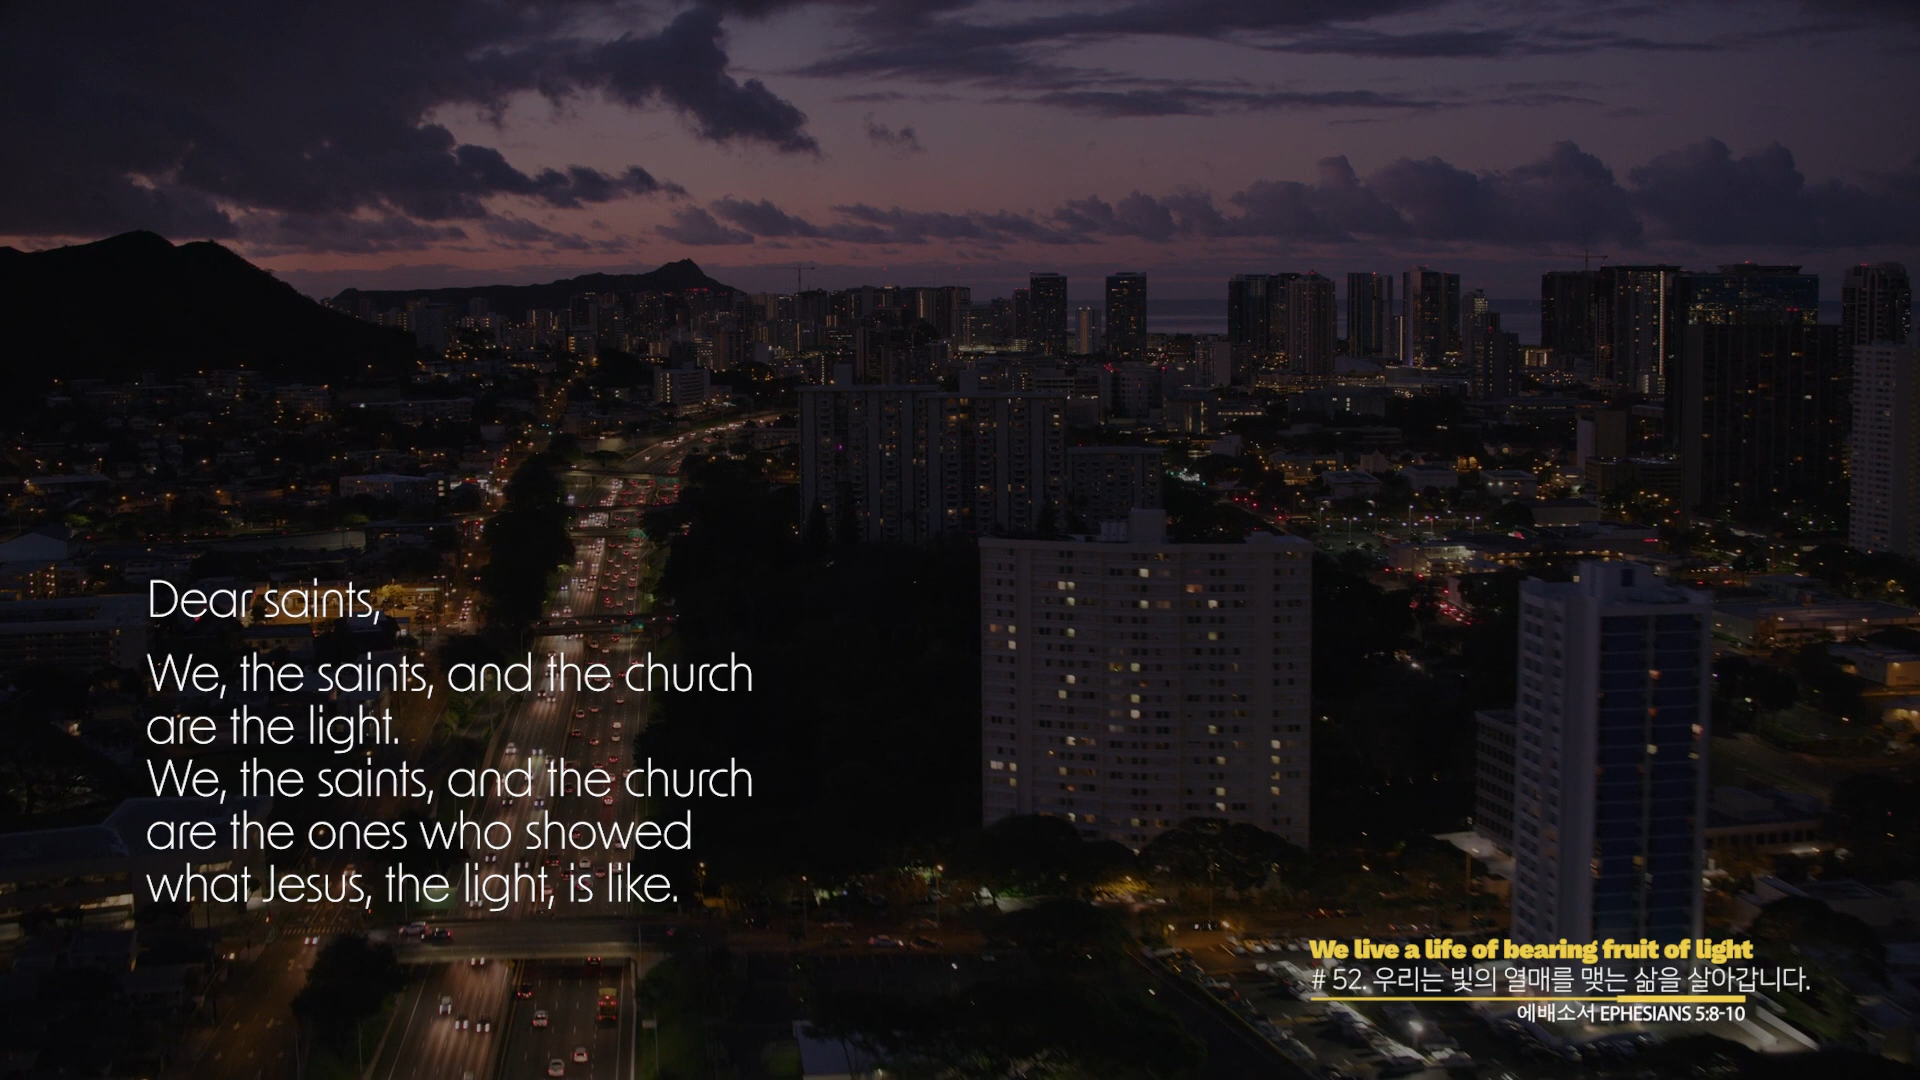 Dear saints,
We, the saints, and the church
are the light.
We, the saints, and the church
are the ones who showed
what Jesus, the light, is like.
We live a life of bearing fruit of light
# 52. 우리는 빛의 열매를 맺는 삶을 살아갑니다.
에배소서 EPHESIANS 5:8-10